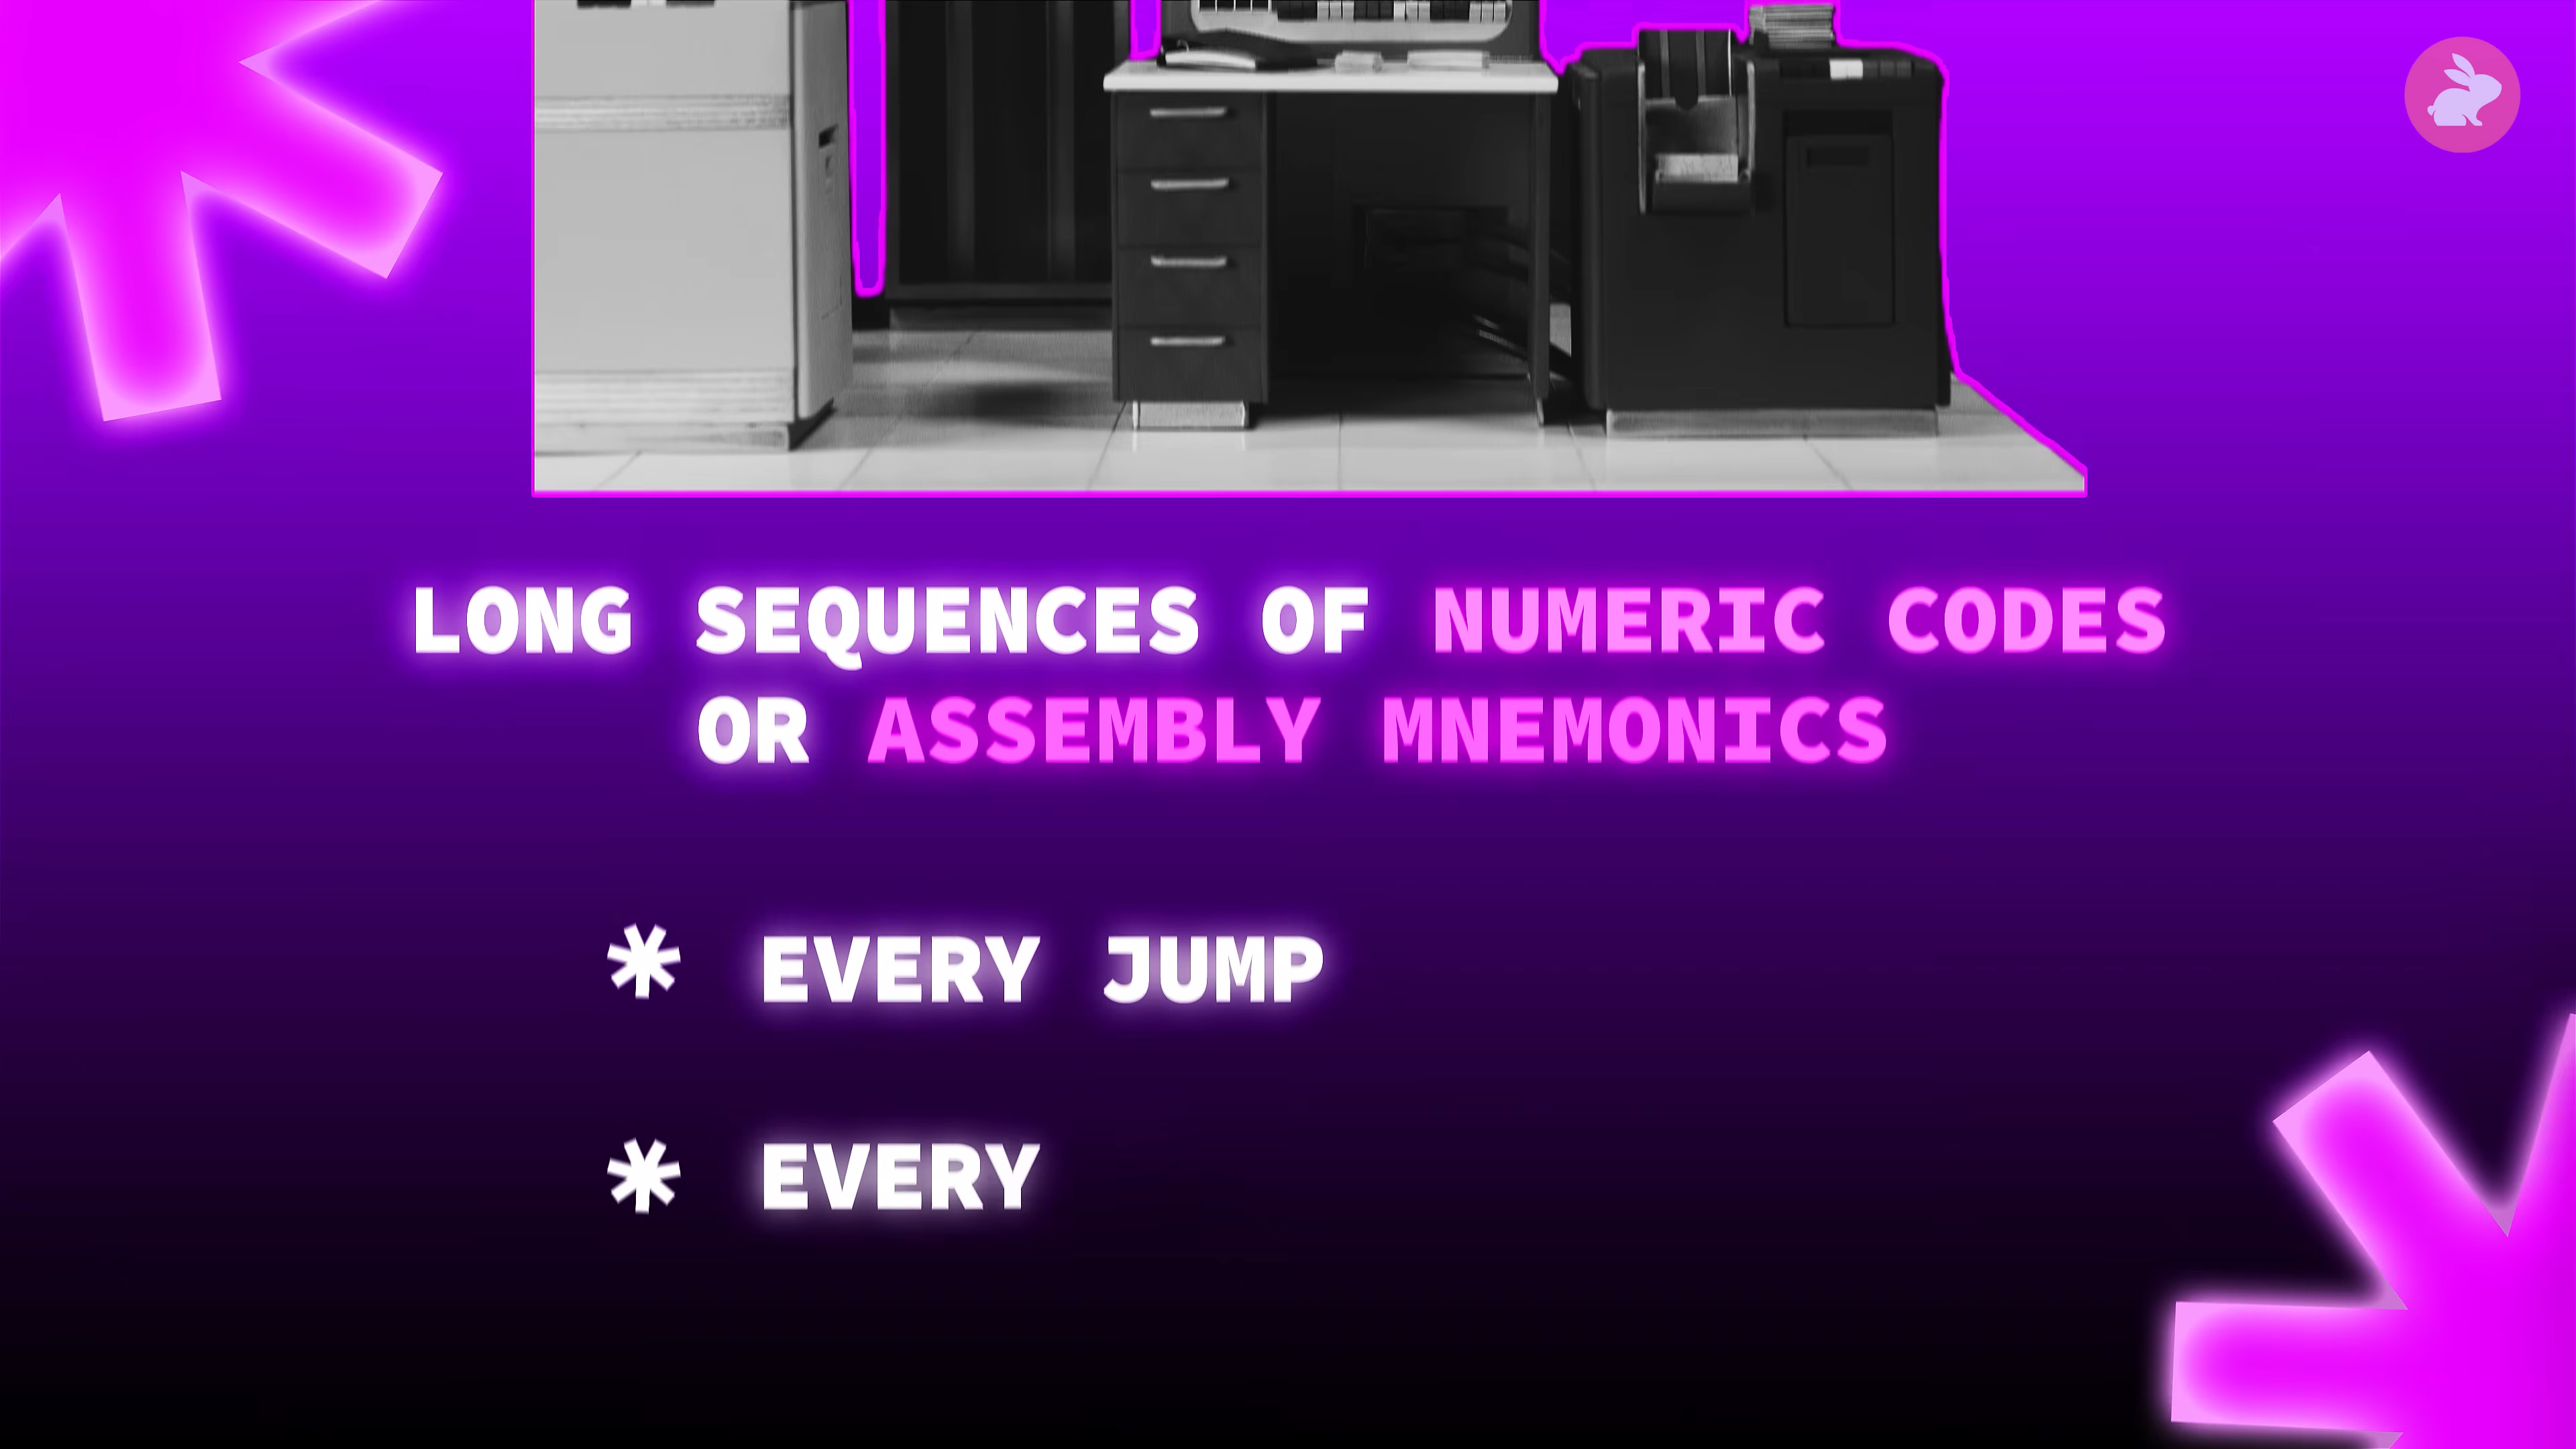 LONG SEQUENCES OF NUMERIC CODES
OR ASSEMBLY MNEMONICS
* EVERY JUMP
* EVERY